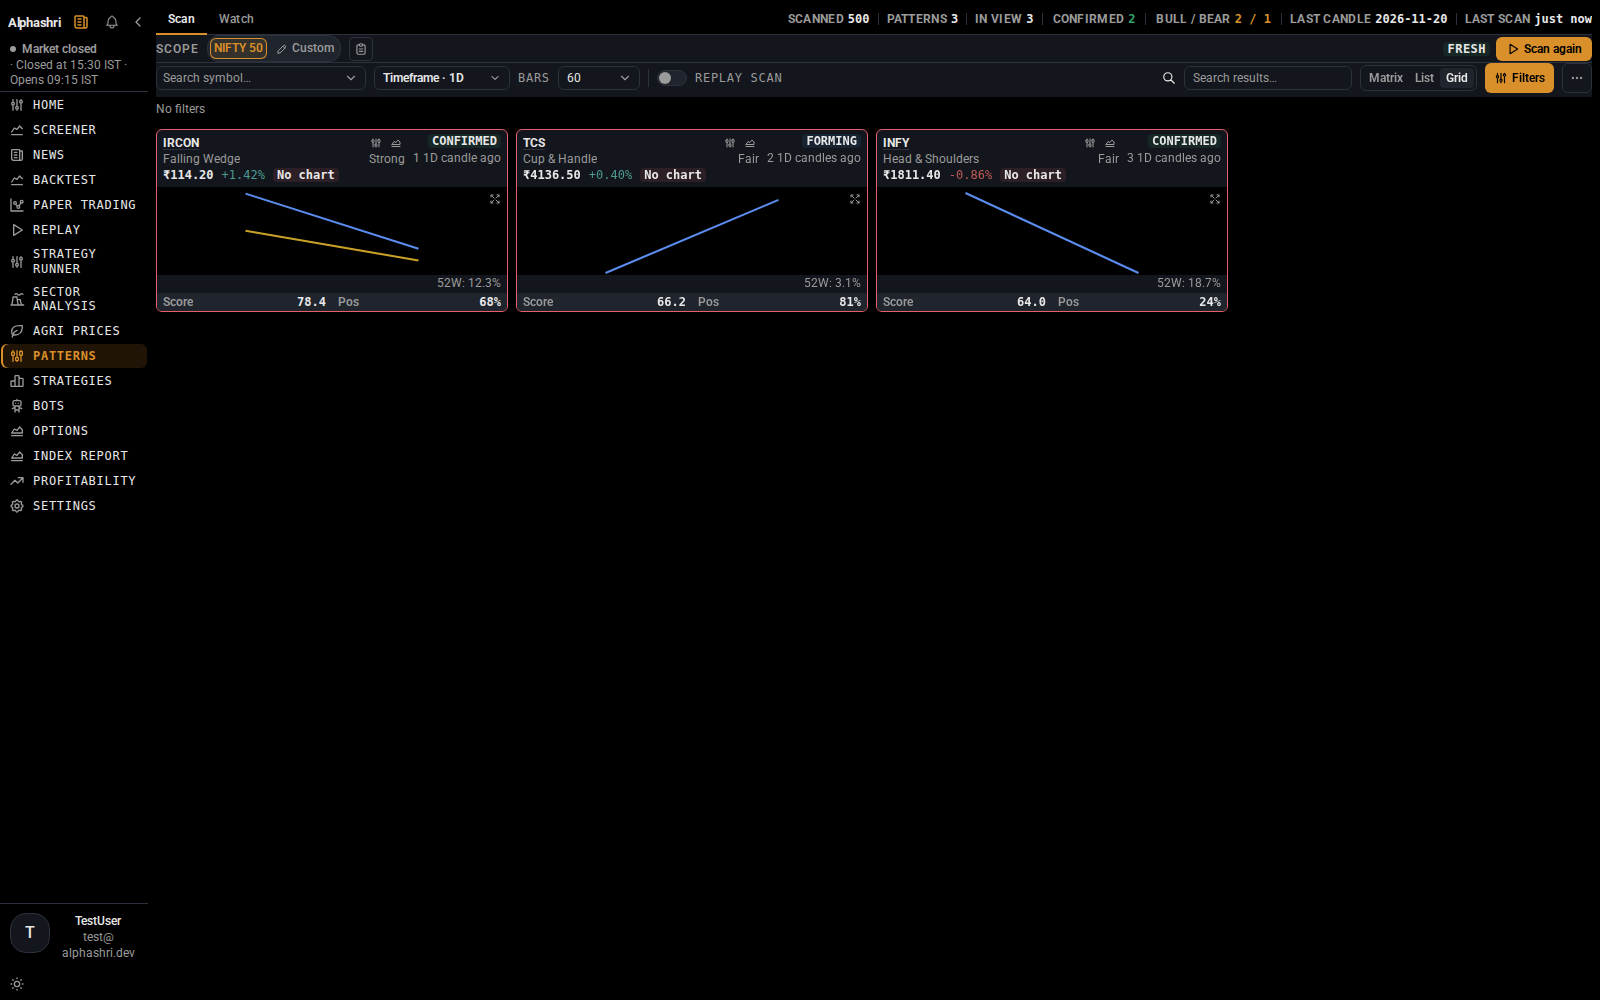 Alphashri
Market closed
· Closed at 15:30 IST ·
Opens 09:15 IST
HOME
SCREENER
NEWS
BACKTEST
PAPER TRADING
REPLAY
STRATEGY
RUNNER
SECTOR
ANALYSIS
AGRI PRICES
PATTERNS
STRATEGIES
BOTS
OPTIONS
INDEX REPORT
PROFITABILITY
SETTINGS
T
TestUser
test@
alphashri.dev
Scan Watch
SCANNED 500 PATTERNS 3 IN VIEW 3 CONFIRMED 2 BULL / BEAR 2 / 1 LAST CANDLE 2026-11-20 LAST SCAN just now
SCOPE NIFTY 50 Custom FRESH Scan again
Search symbol... Timeframe · 1D BARS 60 REPLAY SCAN Search results... Matrix List Grid Filters ...
No filters
IRCON CONFIRMED
Falling Wedge Strong 1 1D candle ago
₹114.20 +1.42% No chart
52W: 12.3%
Score 78.4 Pos 68%
TCS FORMING
Cup & Handle Fair 2 1D candles ago
₹4136.50 +0.40% No chart
52W: 3.1%
Score 66.2 Pos 81%
INFY CONFIRMED
Head & Shoulders Fair 3 1D candles ago
₹1811.40 -0.86% No chart
52W: 18.7%
Score 64.0 Pos 24%